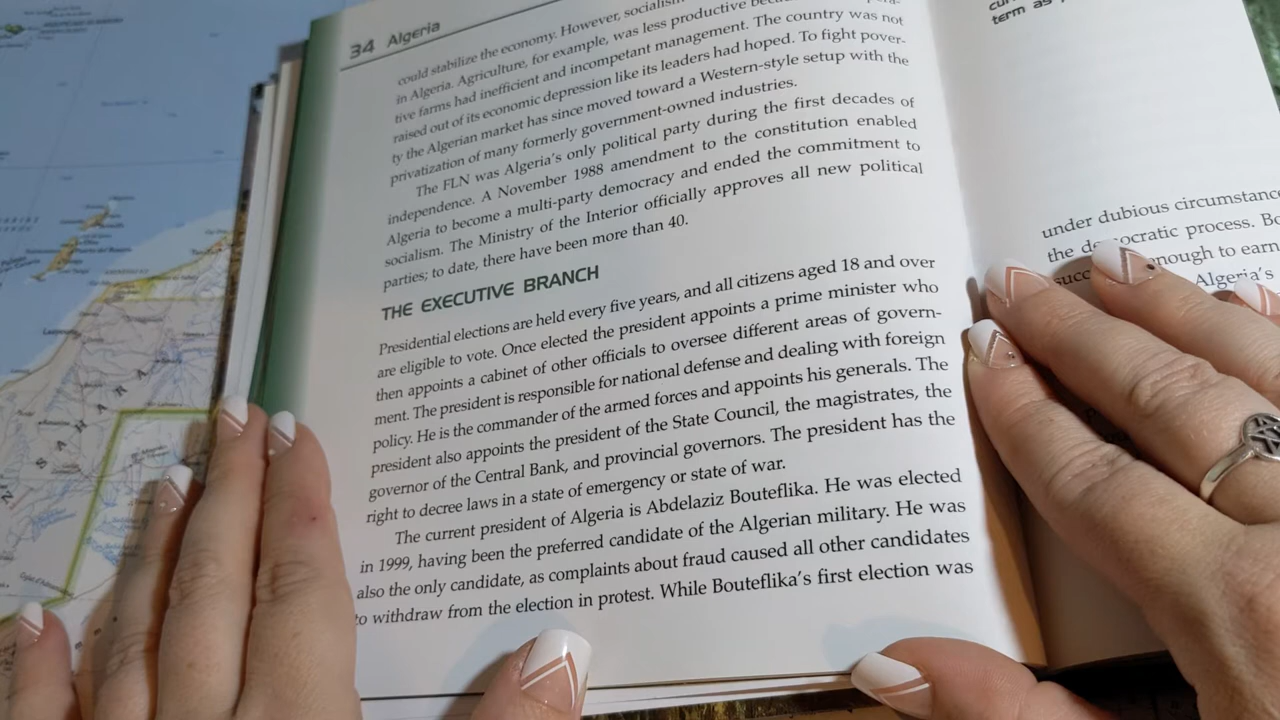 34 Algeria
could stabilize the economy. However, socialism
in Algeria. Agriculture, for example, was less productive
tive farms had inefficient and incompetent management. The country was not
raised out of its economic depression like its leaders had hoped. To fight pover-
ty the Algerian market has since moved toward a Western-style setup with the
privatization of many formerly government-owned industries.
The FLN was Algeria's only political party during the first decades of
independence. A November 1988 amendment to the constitution enabled
Algeria to become a multi-party democracy and ended the commitment to
socialism. The Ministry of the Interior officially approves all new political
parties; to date, there have been more than 40.
THE EXECUTIVE BRANCH
Presidential elections are held every five years, and all citizens aged 18 and over
are eligible to vote. Once elected the president appoints a prime minister who
then appoints a cabinet of other officials to oversee different areas of govern-
ment. The president is responsible for national defense and dealing with foreign
policy. He is the commander of the armed forces and appoints his generals. The
president also appoints the president of the State Council, the magistrates, the
governor of the Central Bank, and provincial governors. The president has the
right to decree laws in a state of emergency or state of war.
The current president of Algeria is Abdelaziz Bouteflika. He was elected
in 1999, having been the preferred candidate of the Algerian military. He was
also the only candidate, as complaints about fraud caused all other candidates
to withdraw from the election in protest. While Bouteflika's first election was
term as
under dubious circumstance
the process.
enough to earn
Algeria's